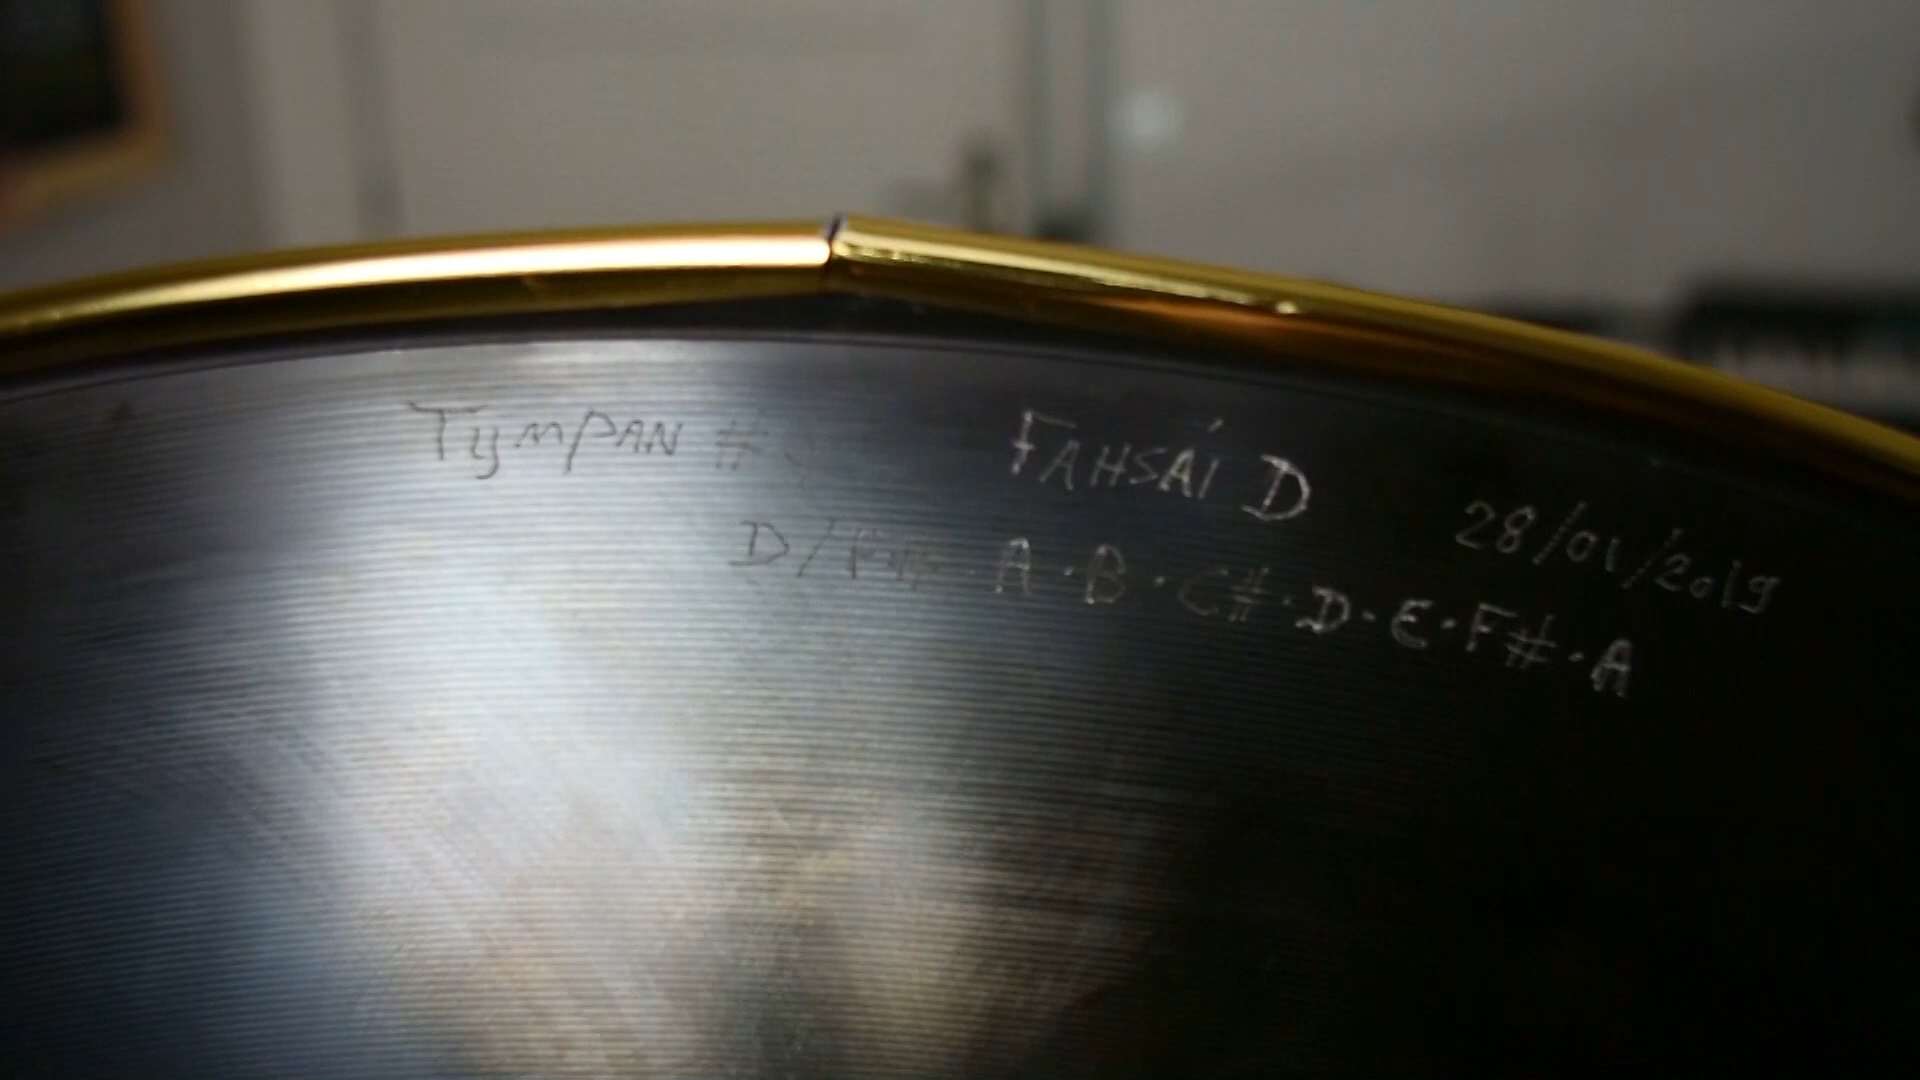 TympAN # FAHSAÍ D 28/01/2019
D/F# · A · B · C# · D · E · F# · A